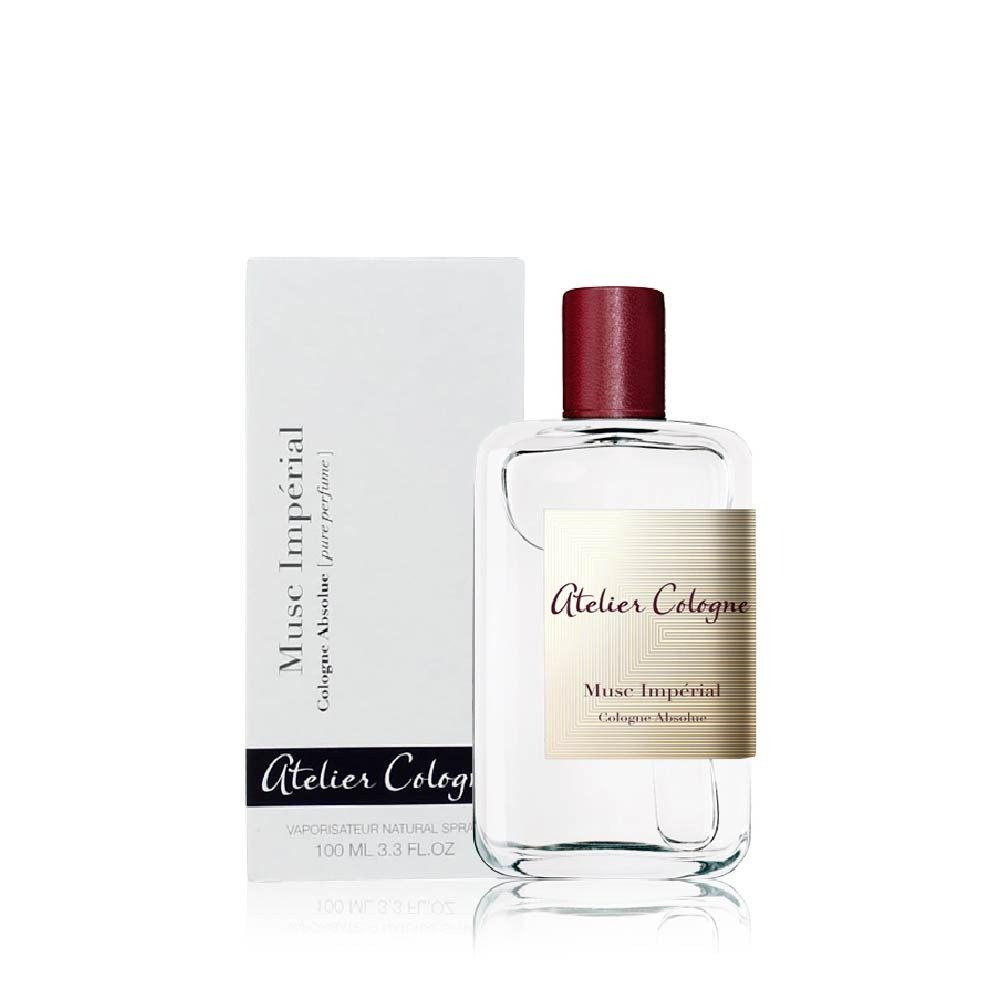 Musc Impérial
Cologne Absolue [pure perfume]
Atelier Cologn
VAPORISATEUR NATURAL SPRA
100 ML 3.3 FL.OZ
Atelier Cologne
Musc Impérial
Cologne Absolue